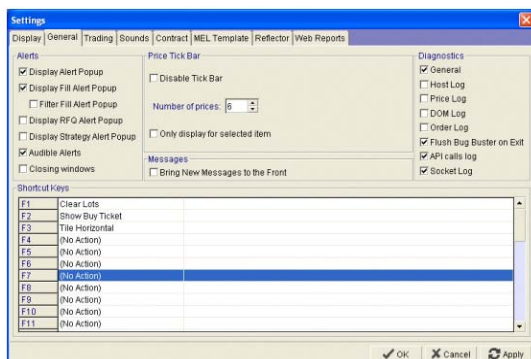 Settings
Display General Trading Sounds Contract MEL Template Reflector Web Reports
Alerts
Display Alert Popup
Display Fill Alert Popup
Filter Fill Alert Popup
Display RFQ Alert Popup
Display Strategy Alert Popup
Audible Alerts
Closing windows
Price Tick Bar
Disable Tick Bar
Number of prices: 6
Only display for selected item
Messages
Bring New Messages to the Front
Diagnostics
General
Host Log
Price Log
DOM Log
Order Log
Flush Bug Buster on Exit
API calls log
Socket Log
Shortcut Keys
F1 Clear Lots
F2 Show Buy Ticket
F3 Tile Horizontal
F4 (No Action)
F5 (No Action)
F6 (No Action)
F7 (No Action)
F8 (No Action)
F9 (No Action)
F10 (No Action)
F11 (No Action)
OK Cancel Apply